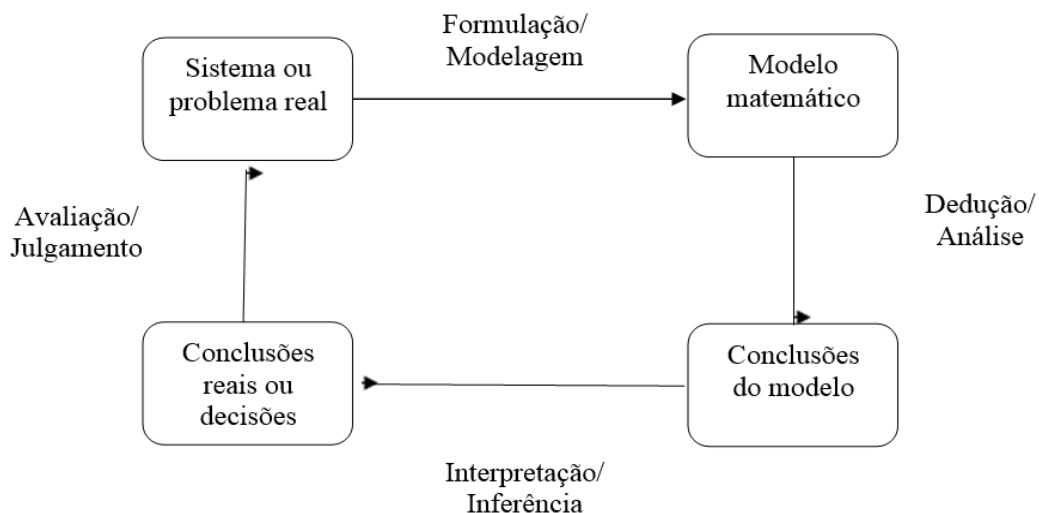 Formulação/
Modelagem
Sistema ou
problema real
Modelo
matemático
Avaliação/
Julgamento
Dedução/
Análise
Conclusões
reais ou
decisões
Conclusões
do modelo
Interpretação/
Inferência